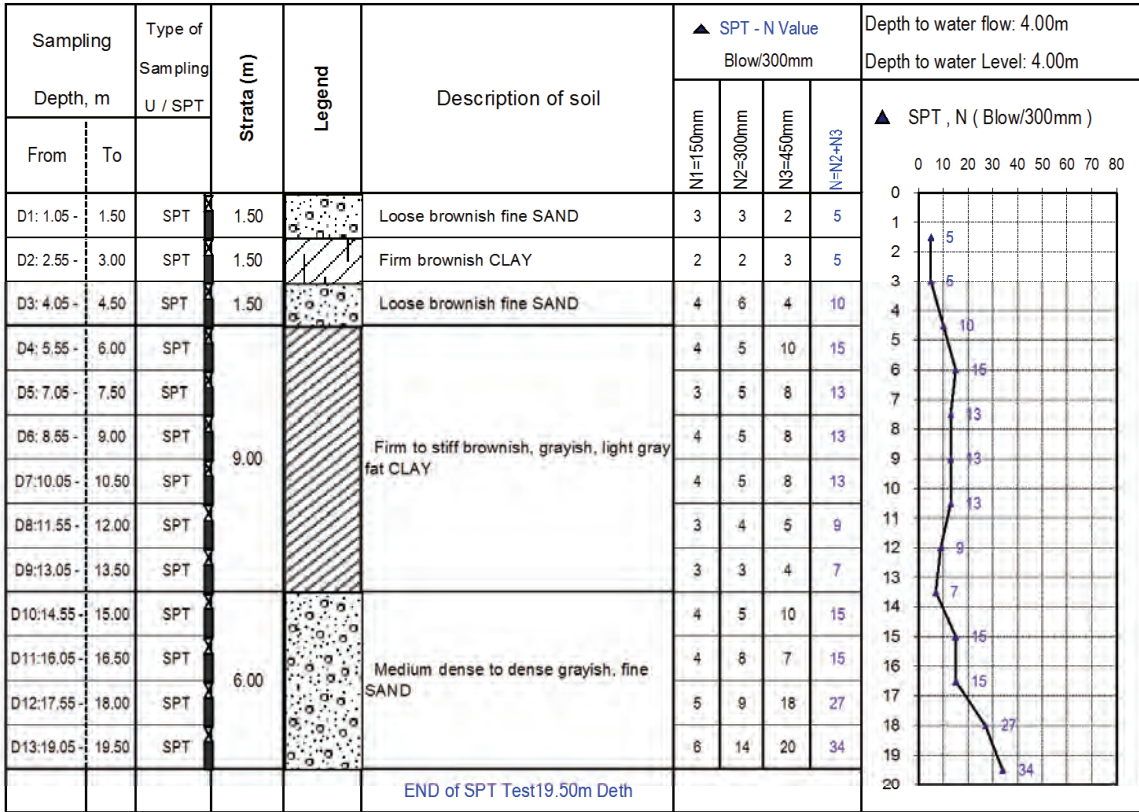 Sampling
Depth, m
From To
Type of
Sampling
U / SPT
Strata (m)
Legend
Description of soil
SPT - N Value
Blow/300mm
N1=150mm
N2=300mm
N3=450mm
N=N2+N3
Depth to water flow: 4.00m
Depth to water Level: 4.00m
SPT , N ( Blow/300mm )
0 10 20 30 40 50 60 70 80
D1: 1.05 - 1.50 SPT 1.50 Loose brownish fine SAND 3 3 2 5
D2: 2.55 - 3.00 SPT 1.50 Firm brownish CLAY 2 2 3 5
D3: 4.05 - 4.50 SPT 1.50 Loose brownish fine SAND 4 6 4 10
D4: 5.55 - 6.00 SPT 4 5 10 15
D5: 7.05 - 7.50 SPT 3 5 8 13
D6: 8.55 - 9.00 SPT 4 5 8 13
9.00 Firm to stiff brownish, grayish, light gray
fat CLAY
D7:10.05 - 10.50 SPT 4 5 8 13
D8:11.55 - 12.00 SPT 3 4 5 9
D9:13.05 - 13.50 SPT 3 3 4 7
D10:14.55 - 15.00 SPT 4 5 10 15
D11:16.05 - 16.50 SPT 4 8 7 15
6.00 Medium dense to dense grayish, fine
SAND
D12:17.55 - 18.00 SPT 5 9 18 27
D13:19.05 - 19.50 SPT 6 14 20 34
END of SPT Test19.50m Deth
0
1
2
3
4
5
6
7
8
9
10
11
12
13
14
15
16
17
18
19
20
5
5
10
15
13
13
13
9
7
15
15
27
34